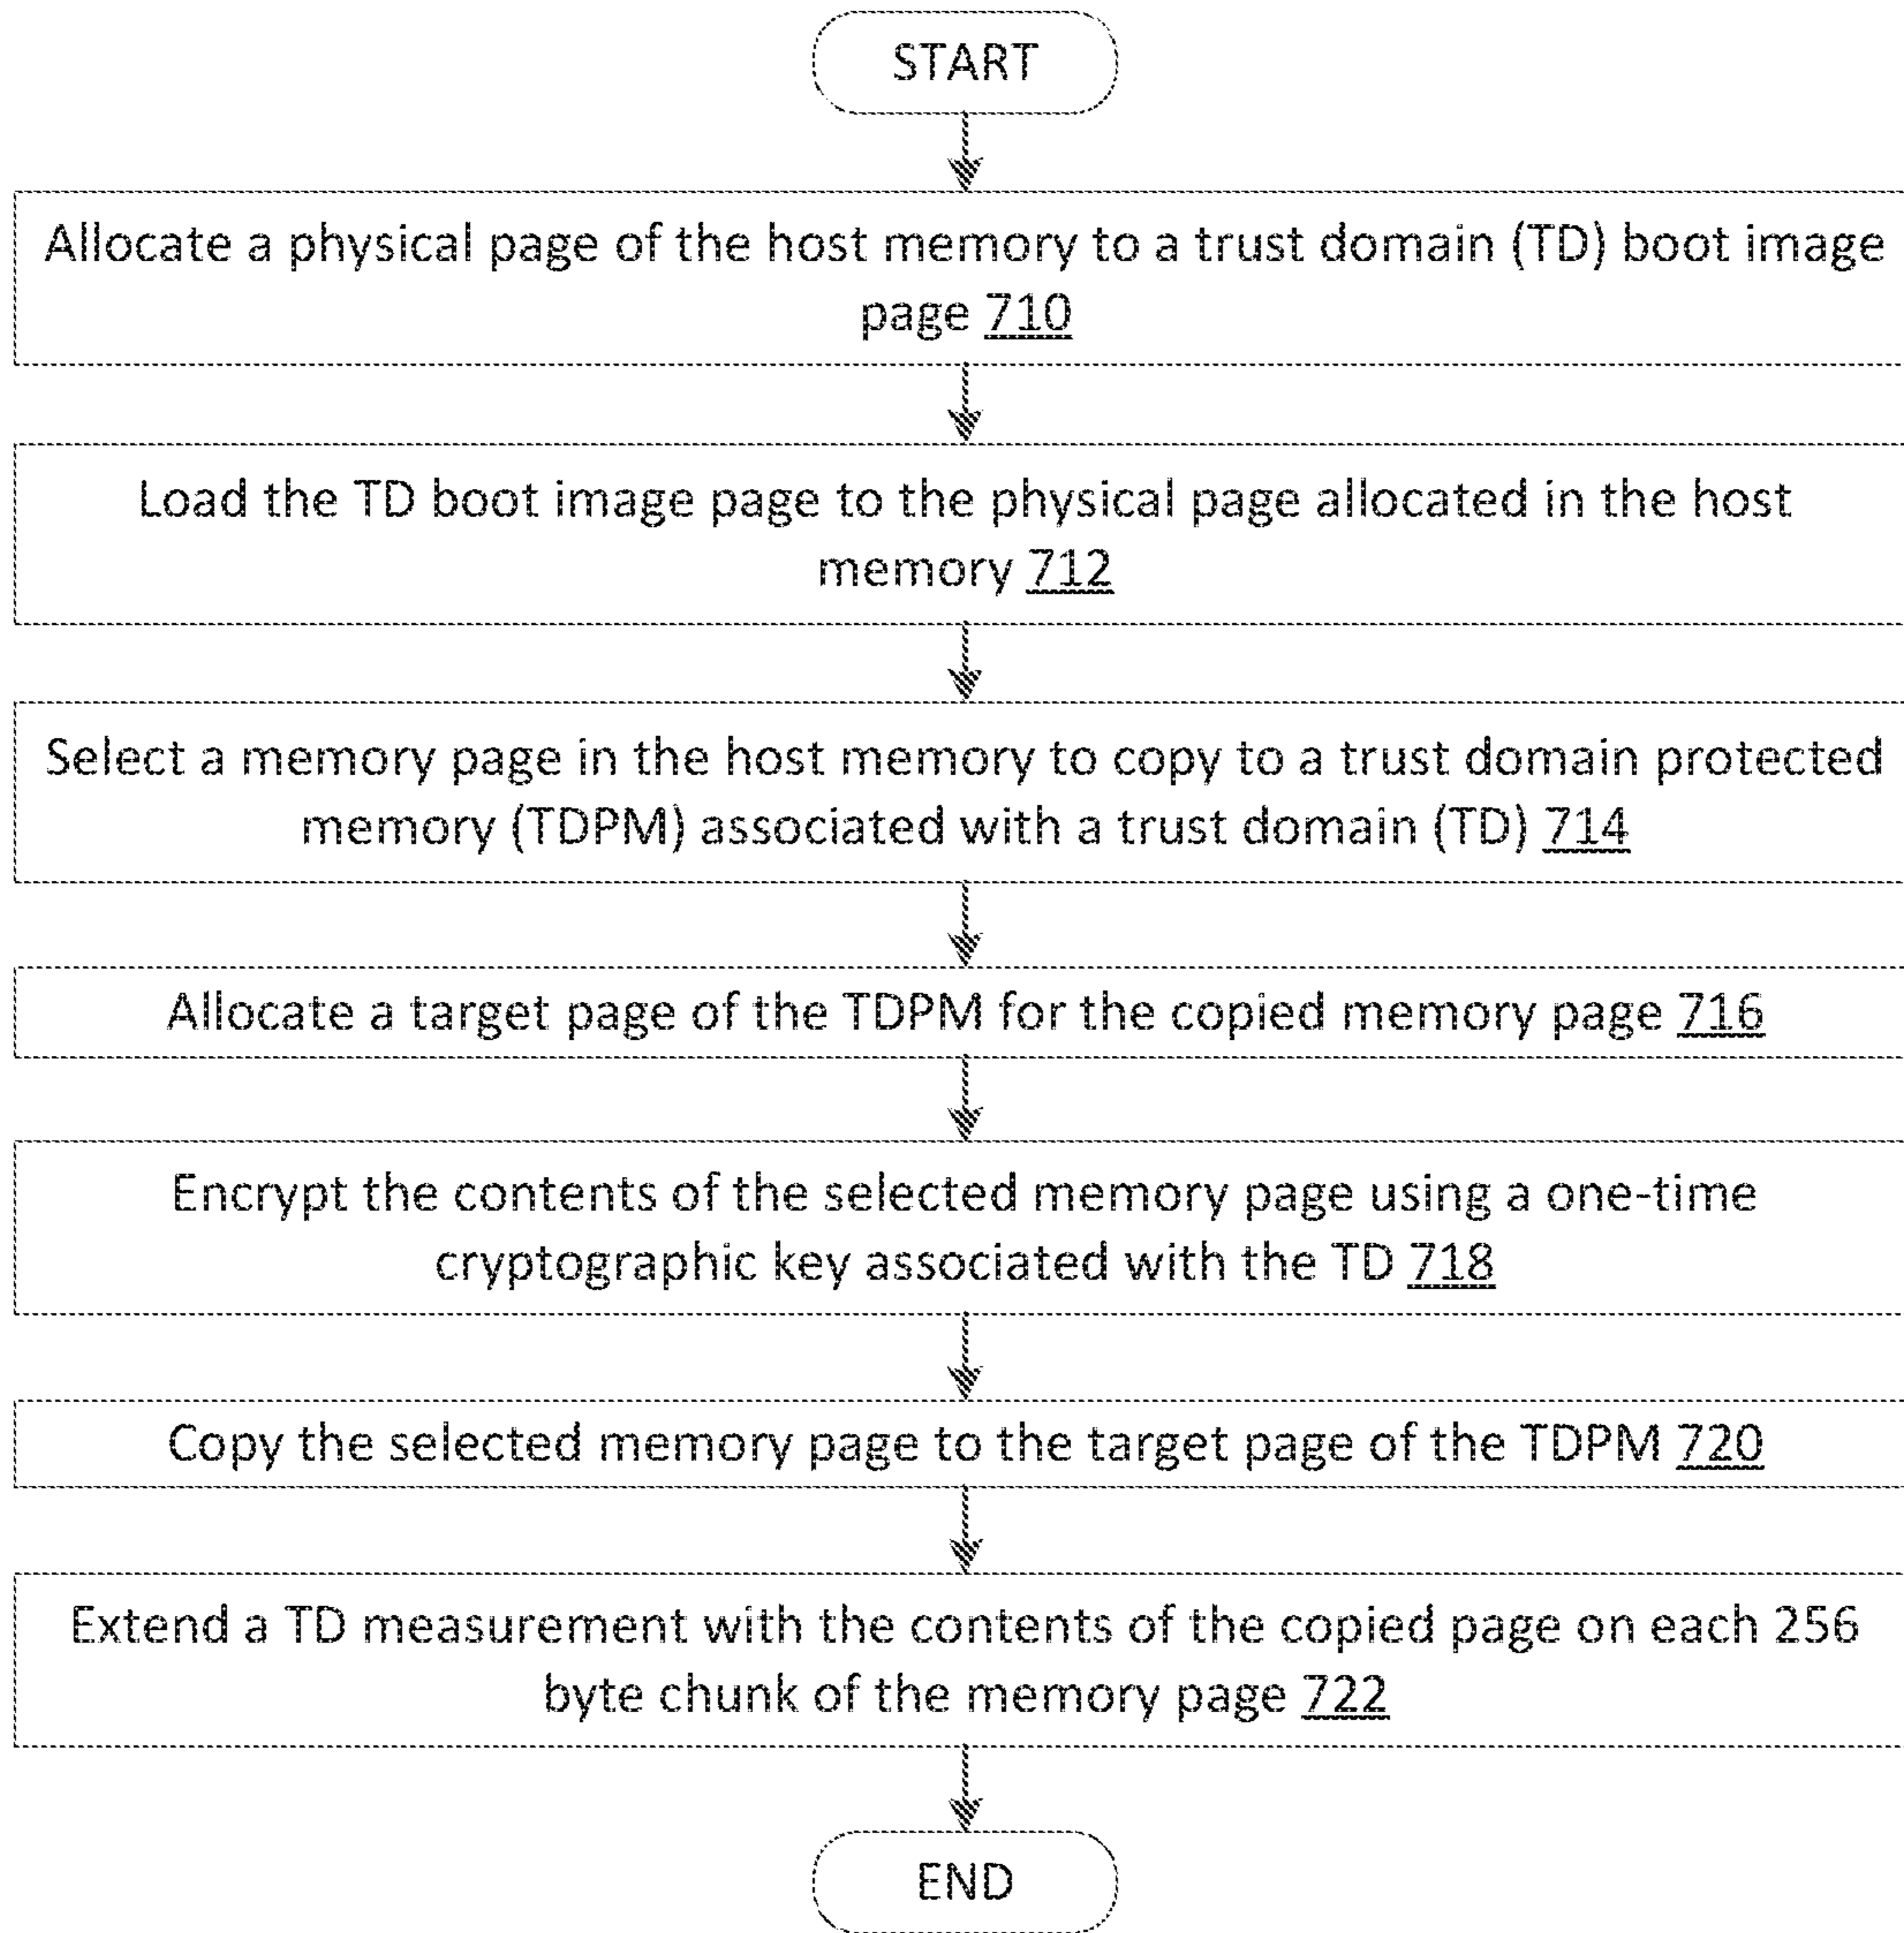 START
Allocate a physical page of the host memory to a trust domain (TD) boot image
page 710
Load the TD boot image page to the physical page allocated in the host
memory 712
Select a memory page in the host memory to copy to a trust domain protected
memory (TDPM) associated with a trust domain (TD) 714
Allocate a target page of the TDPM for the copied memory page 716
Encrypt the contents of the selected memory page using a one-time
cryptographic key associated with the TD 718
Copy the selected memory page to the target page of the TDPM 720
Extend a TD measurement with the contents of the copied page on each 256
byte chunk of the memory page 722
END